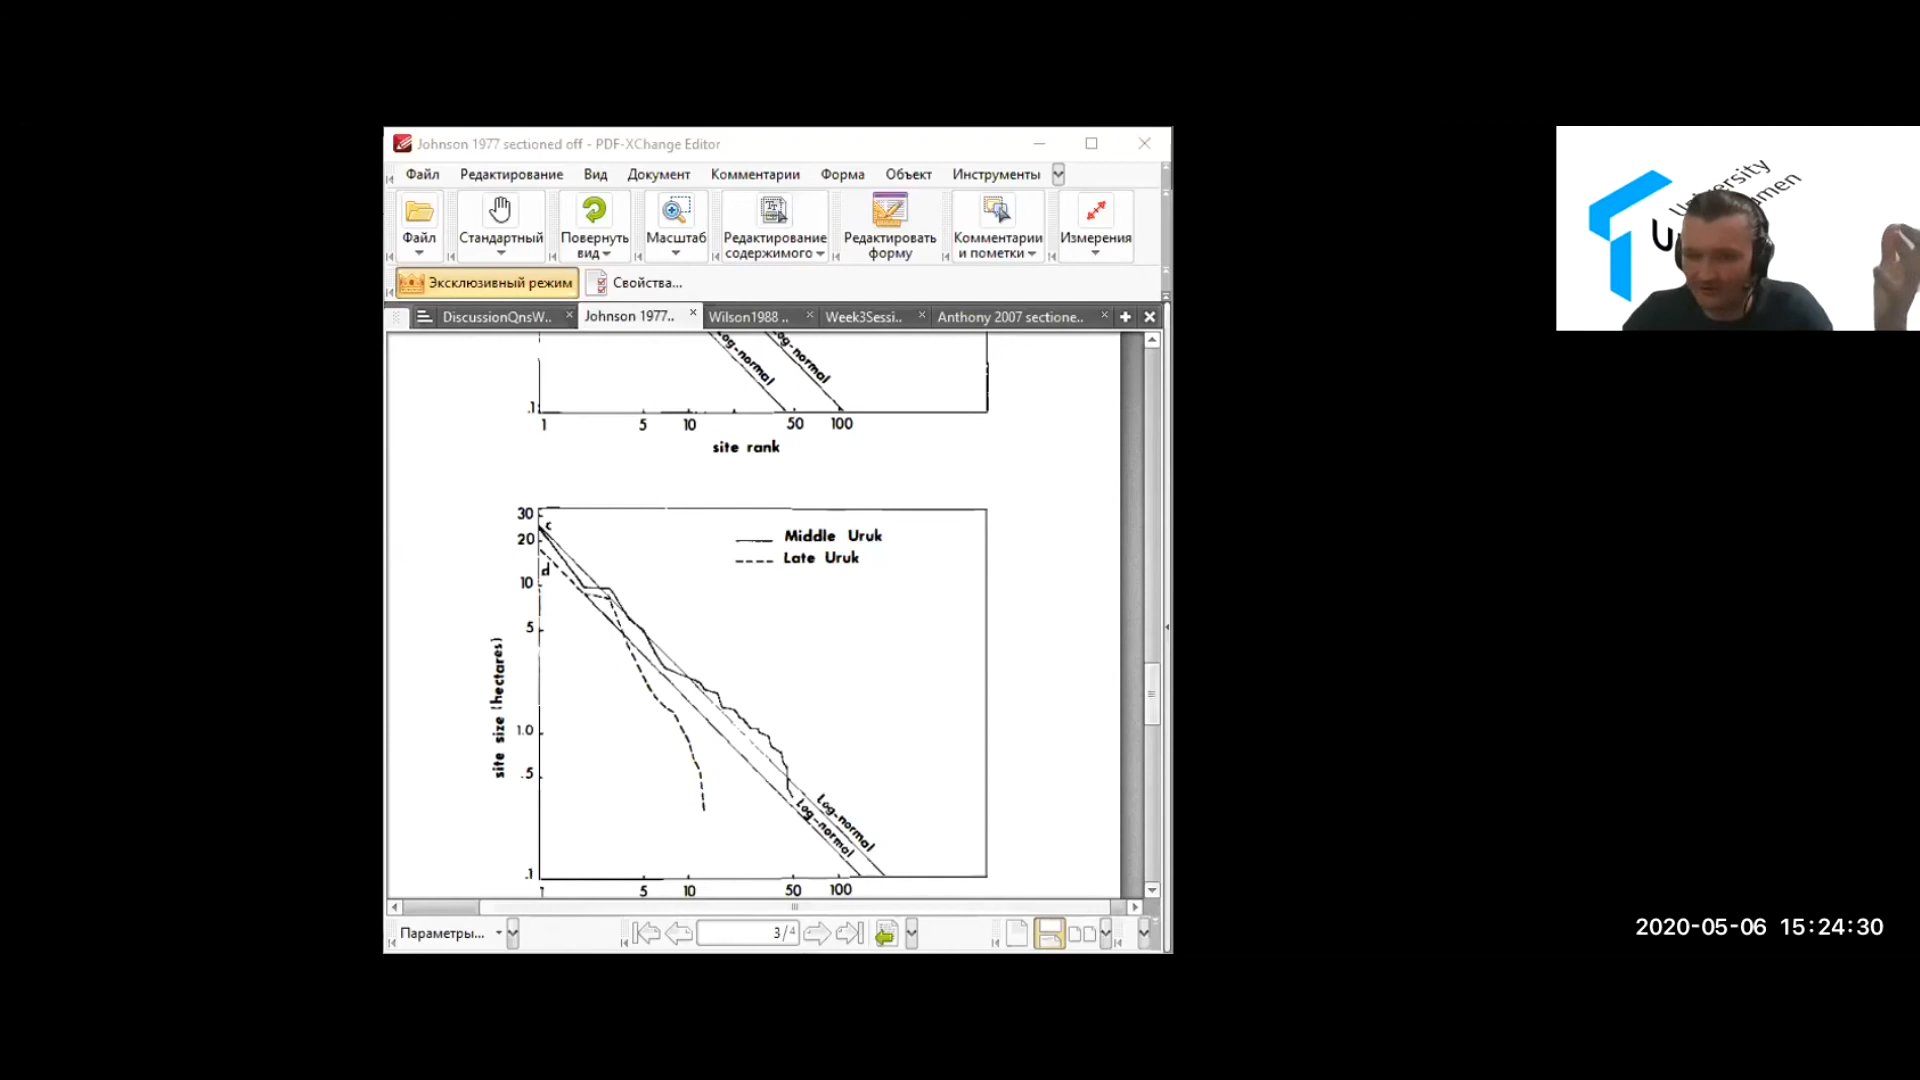 Johnson 1977 sectioned off - PDF-XChange Editor
Файл Редактирование Вид Документ Комментарии Форма Объект Инструменты
Файл Стандартный Повернуть вид Масштаб Редактирование содержимого Редактировать форму Комментарии и пометки Измерения
Эксклюзивный режим Свойства...
DiscussionQnsW.. Johnson 1977.. Wilson1988 .. Week3Sessi.. Anthony 2007 sectione..
Log-normal
Log-normal
.1
1 5 10 50 100
site rank
30
20
10
5
1.0
.5
.1
site size (hectares)
c
d
Middle Uruk
Late Uruk
Log-normal
Log-normal
1 5 10 50 100
Параметры...
3/4
University
2020-05-06 15:24:30